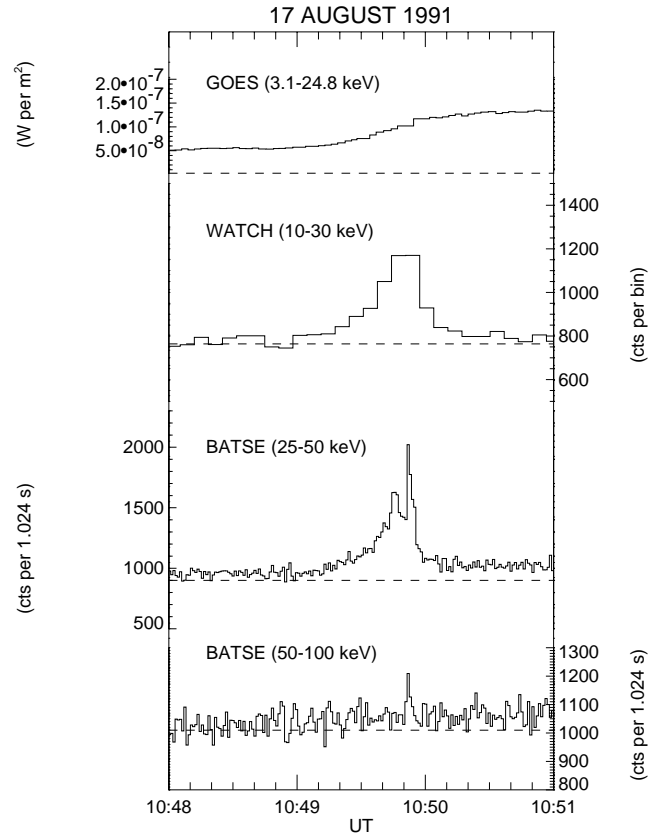 17 AUGUST 1991
GOES (3.1-24.8 keV)
(W per m²)
2.0•10⁻⁷
1.5•10⁻⁷
1.0•10⁻⁷
5.0•10⁻⁸
WATCH (10-30 keV)
1400
1200
1000
800
600
(cts per bin)
BATSE (25-50 keV)
(cts per 1.024 s)
2000
1500
1000
500
BATSE (50-100 keV)
1300
1200
1100
1000
900
800
(cts per 1.024 s)
10:48 10:49 10:50 10:51
UT